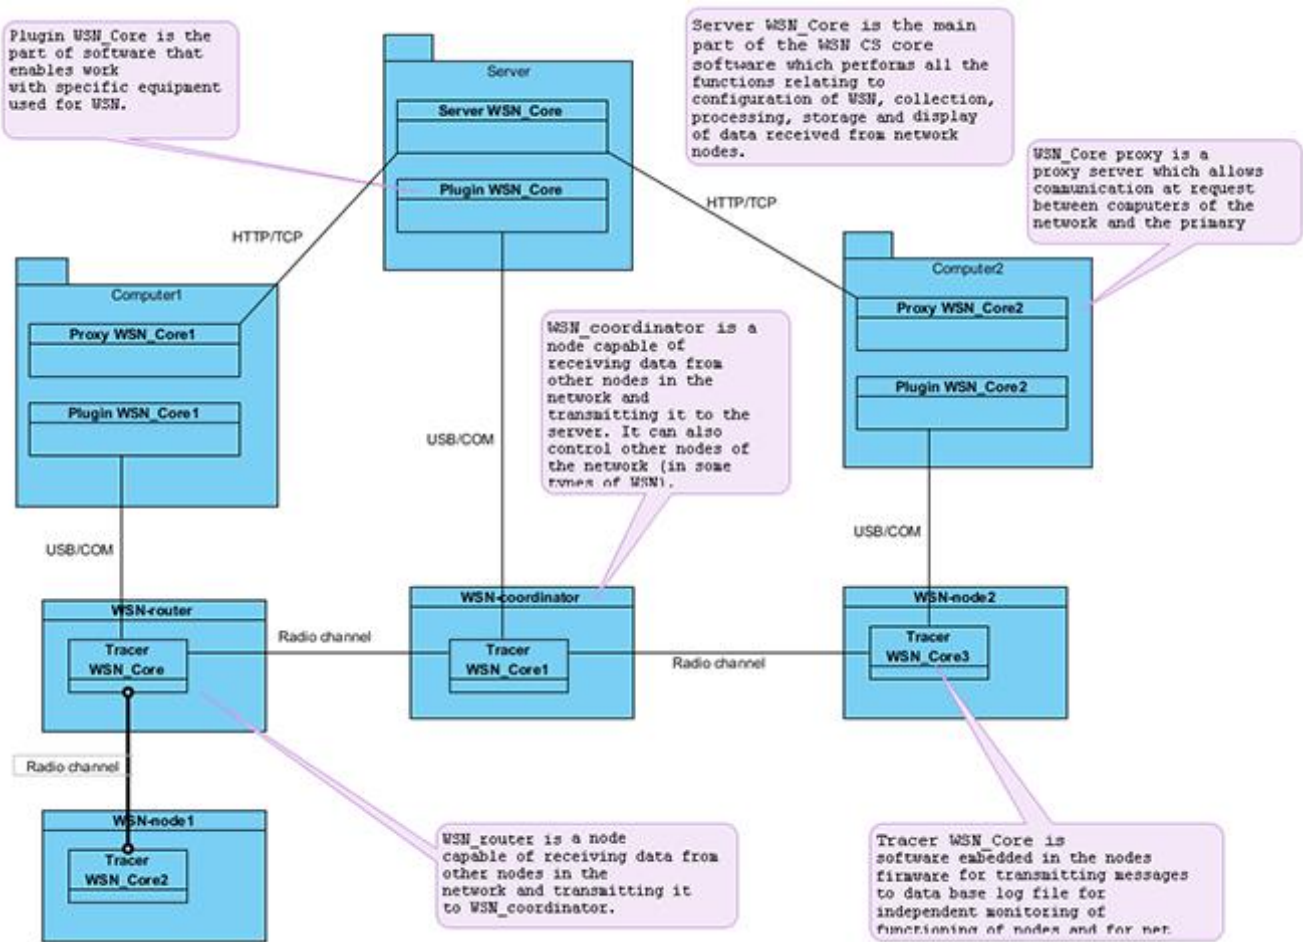 Plugin WSN_Core is the
part of software that
enables work
with specific equipment
used for WSN.
Server
Server WSN_Core
Plugin WSN_Core
Server WSN_Core is the main
part of the WSN CS core
software which performs all the
functions relating to
configuration of WSN, collection,
processing, storage and display
of data received from network
nodes.
WSN_Core proxy is a
proxy server which allows
communication at request
between computers of the
network and the primary
HTTP/TCP
HTTP/TCP
Computer1
Proxy WSN_Core1
Plugin WSN_Core1
WSN_coordinator is a
node capable of
receiving data from
other nodes in the
network and
transmitting it to the
server. It can also
control other nodes of
the network (in some
types of WSN).
Computer2
Proxy WSN_Core2
Plugin WSN_Core2
USB/COM
USB/COM
USB/COM
WSN-router
Tracer
WSN_Core
Radio channel
WSN-coordinator
Tracer
WSN_Core1
Radio channel
WSN-node2
Tracer
WSN_Core3
Radio channel
WSN-node1
Tracer
WSN_Core2
WSN_router is a node
capable of receiving data from
other nodes in the
network and transmitting it
to WSN_coordinator.
Tracer WSN_Core is
software embedded in the nodes
firmware for transmitting messages
to data base log file for
independent monitoring of
functioning of nodes and for net